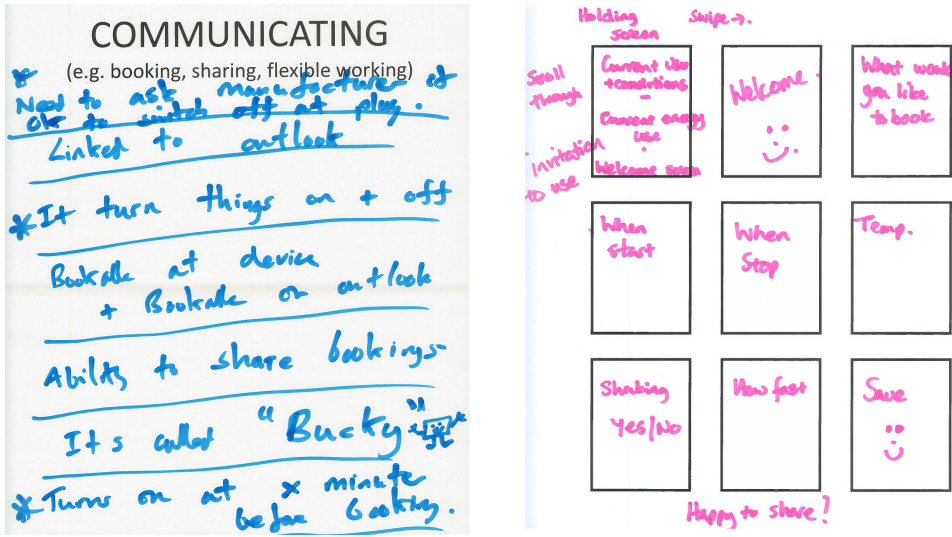 COMMUNICATING
(e.g. booking, sharing, flexible working)
* Need to ask manufacturer if
ok to switch off at plug.
Linked to outlook
* It turn things on + off
Bookable at device
+ Bookable on outlook
Ability to share bookings
It's called "Bucky"
* Turns on at x minute
before booking.
Holding
screen
Swipe →.
Scroll
through
Invitation
to use
Current user
+conditions
–
Current energy
use
.
Welcome screen
Welcome.
What would
you like
to book
When
start
When
Stop
Temp.
Shaking
Yes/No
How fast
Save
Happy to share?